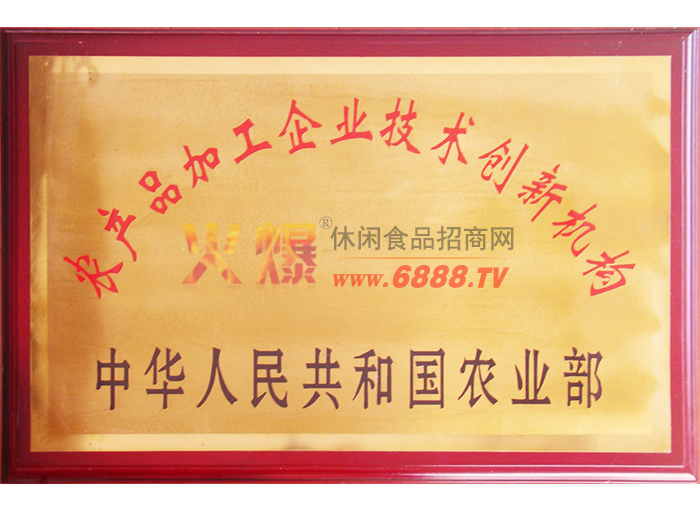 农产品加工企业技术创新机构
火爆®休闲食品招商网
www.6888.TV
中华人民共和国农业部